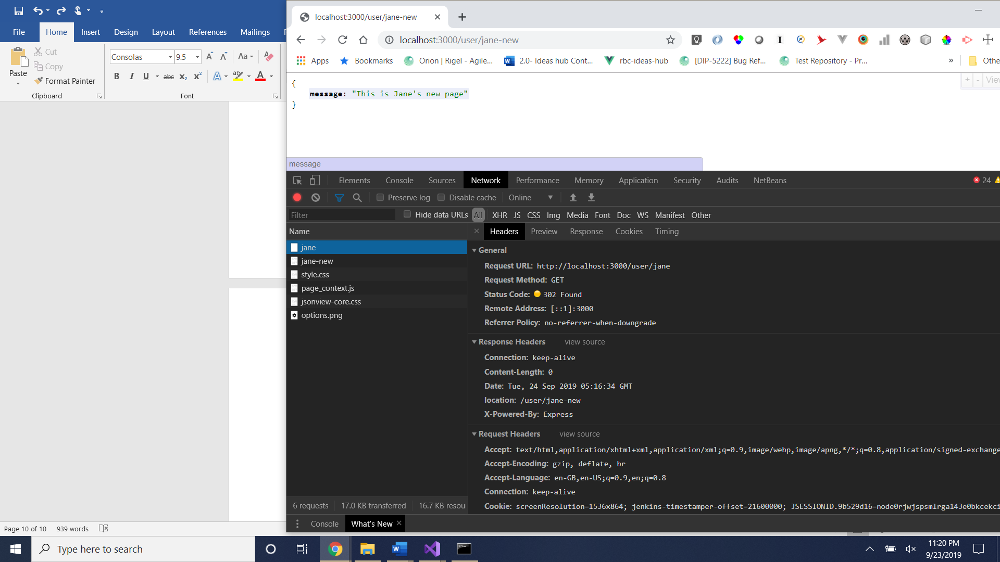 File Home Insert Design Layout References Mailings
Paste
Cut
Copy
Format Painter
Clipboard
Consolas 9.5 Aa
B I U abc x2 x2 A A
Font
Page 10 of 10 939 words
localhost:3000/user/jane-new
localhost:3000/user/jane-new
Apps Bookmarks Orion | Rigel - Agile... 2.0- Ideas hub Cont... rbc-ideas-hub [DIP-5222] Bug Ref... Test Repository - Pr... » Othe
{
message: "This is Jane's new page"
}
+ - Viev
message
Elements Console Sources Network Performance Memory Application Security Audits NetBeans 24
Preserve log Disable cache Online
Filter Hide data URLs All XHR JS CSS Img Media Font Doc WS Manifest Other
Name
jane
jane-new
style.css
page_context.js
jsonview-core.css
options.png
Headers Preview Response Cookies Timing
General
Request URL: http://localhost:3000/user/jane
Request Method: GET
Status Code: 302 Found
Remote Address: [::1]:3000
Referrer Policy: no-referrer-when-downgrade
Response Headers view source
Connection: keep-alive
Content-Length: 0
Date: Tue, 24 Sep 2019 05:16:34 GMT
location: /user/jane-new
X-Powered-By: Express
Request Headers view source
Accept: text/html,application/xhtml+xml,application/xml;q=0.9,image/webp,image/apng,*/*;q=0.8,application/signed-exchange
Accept-Encoding: gzip, deflate, br
Accept-Language: en-GB,en-US;q=0.9,en;q=0.8
Connection: keep-alive
Cookie: screenResolution=1536x864; jenkins-timestamper-offset=21600000; JSESSIONID.9b529d16=node0rjwjspsmlrga143e0bkcekci
6 requests 17.0 KB transferred 16.7 KB resou
Console What's New
Type here to search
11:20 PM
9/23/2019